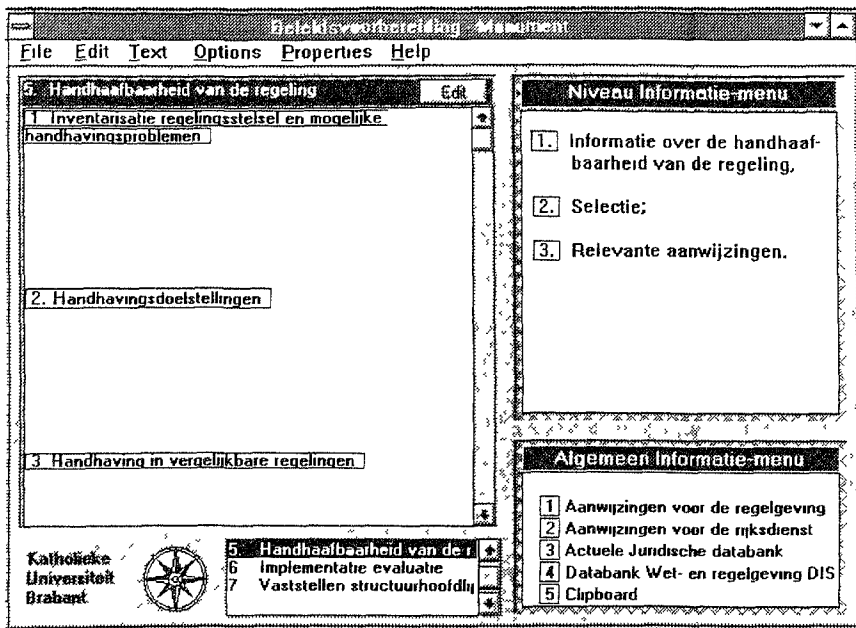 Beleidsvoorbereiding - Monument
File Edit Text Options Properties Help
5. Handhaafbaarheid van de regeling
Edit
1 Inventarisatie regelingsstelsel en mogelijke
handhavingsproblemen
2. Handhavingsdoelstellingen
3 Handhaving in vergelijkbare regelingen
Niveau Informatie-menu
1. Informatie over de handhaaf-
baarheid van de regeling,
2. Selectie;
3. Relevante aanwijzingen.
Algemeen Informatie-menu
1 Aanwijzingen voor de regelgeving
2 Aanwijzingen voor de rijksdienst
3 Actuele Juridische databank
4 Databank Wet- en regelgeving DIS
5 Clipboard
Katholieke
Universiteit
Brabant
5. Handhaafbaarheid van de r
6 Implementatie evaluatie
7 Vaststellen structuurhoofdlij